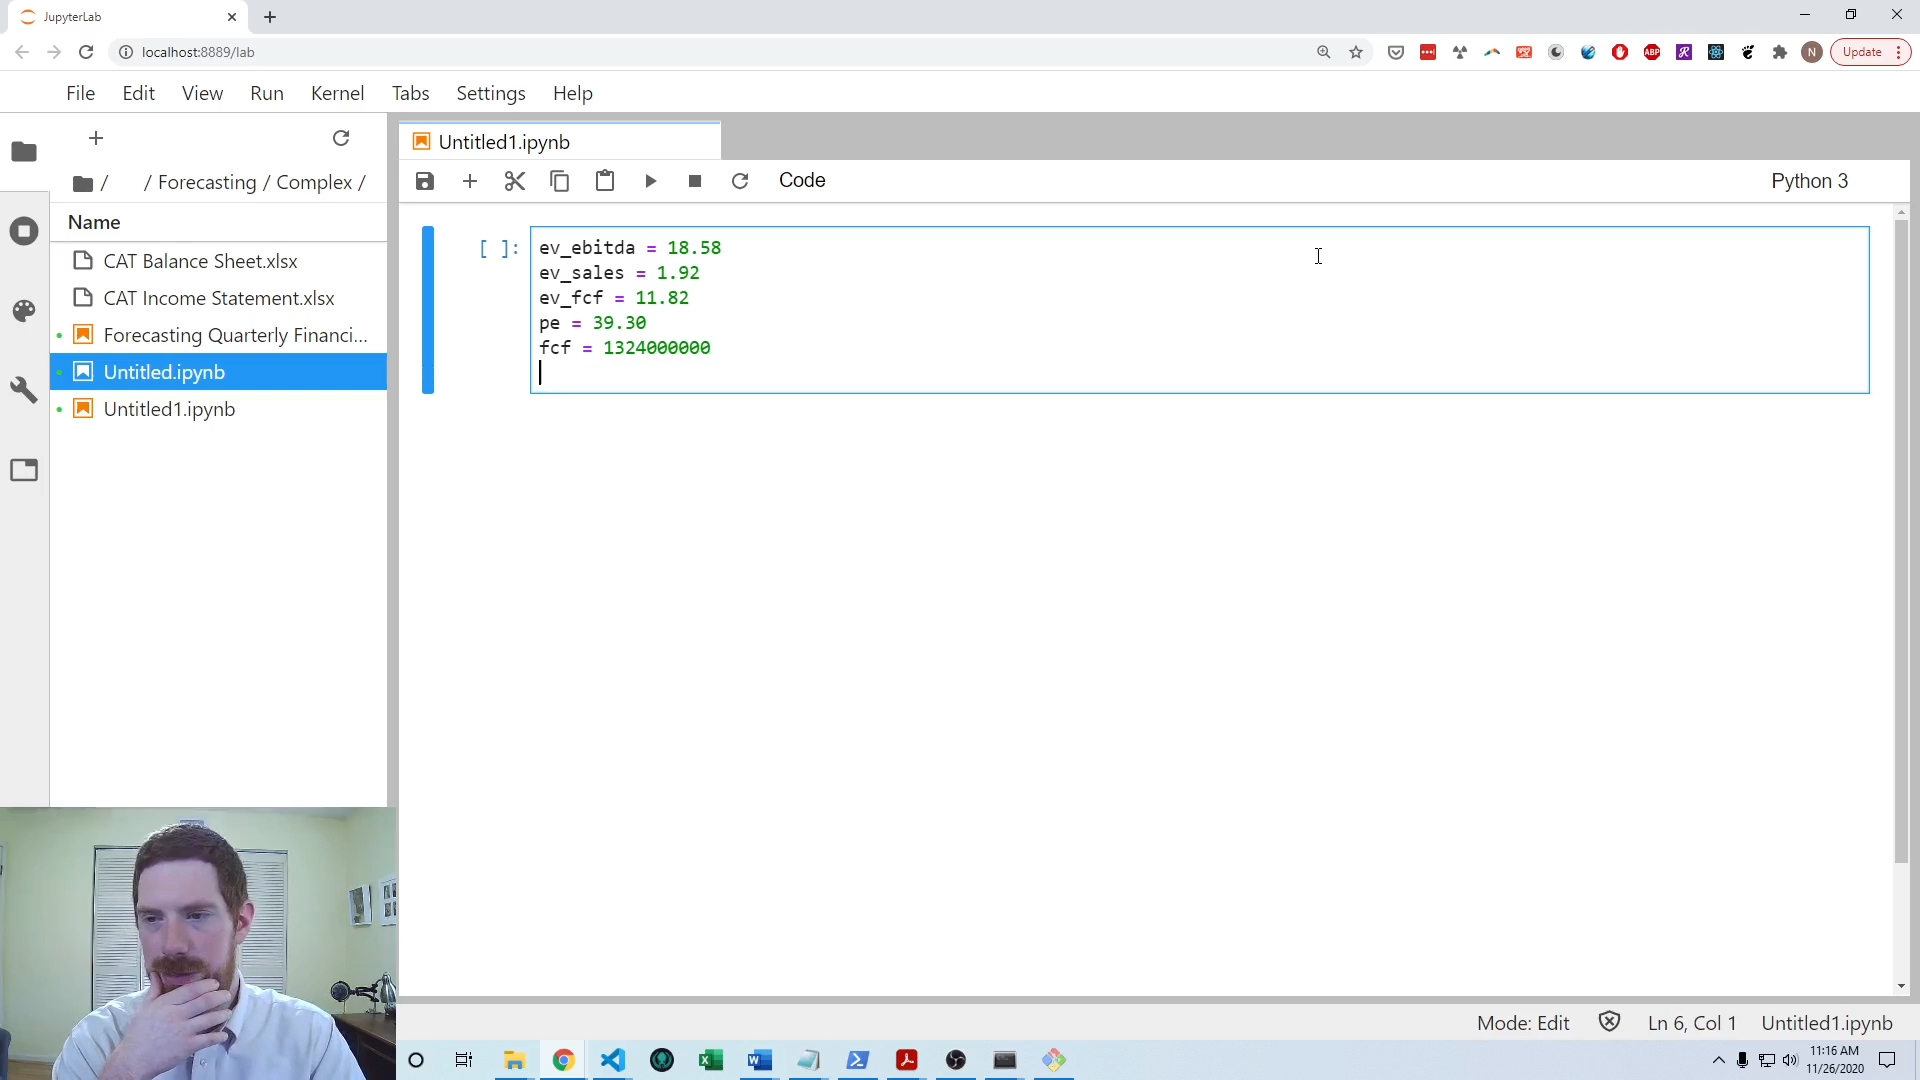 JupyterLab
localhost:8889/lab
ABP
N
Update
File Edit View Run Kernel Tabs Settings Help
Untitled1.ipynb
/ / Forecasting / Complex /
Code
Python 3
Name
CAT Balance Sheet.xlsx
CAT Income Statement.xlsx
Forecasting Quarterly Financi...
Untitled.ipynb
Untitled1.ipynb
[ ]:
ev_ebitda = 18.58
ev_sales = 1.92
ev_fcf = 11.82
pe = 39.30
fcf = 1324000000
Mode: Edit
Ln 6, Col 1
Untitled1.ipynb
11:16 AM
11/26/2020